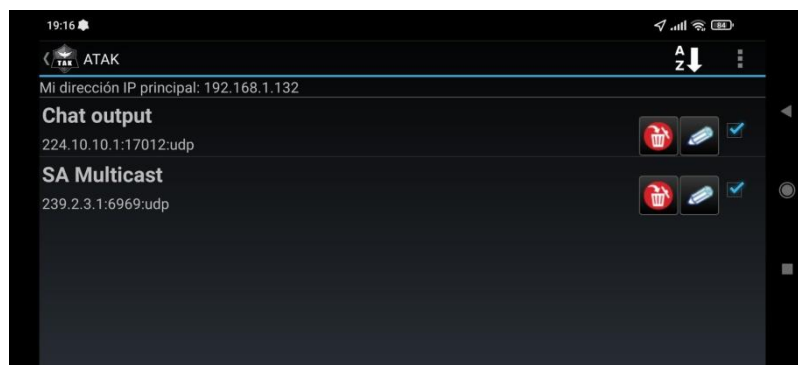 19:16
84
TAK
ATAK
A
Z
Mi dirección IP principal: 192.168.1.132
Chat output
224.10.10.1:17012:udp
SA Multicast
239.2.3.1:6969:udp